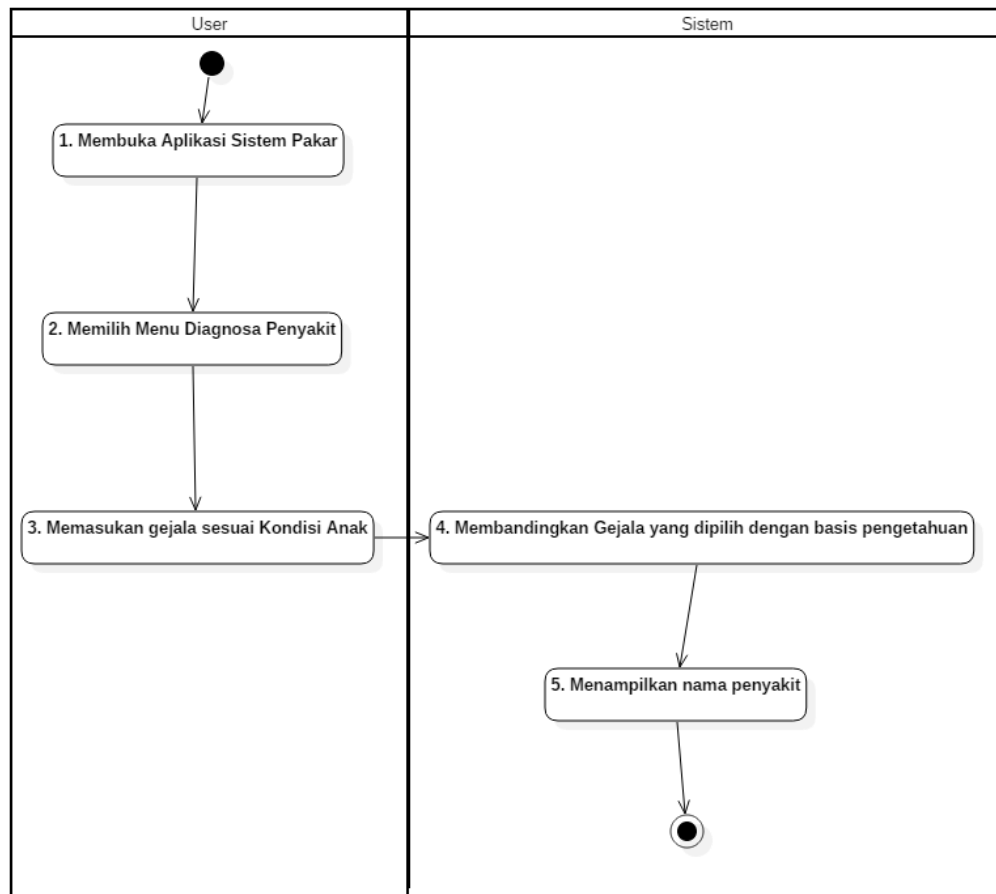 User
Sistem
1. Membuka Aplikasi Sistem Pakar
2. Memilih Menu Diagnosa Penyakit
3. Memasukan gejala sesuai Kondisi Anak
4. Membandingkan Gejala yang dipilih dengan basis pengetahuan
5. Menampilkan nama penyakit